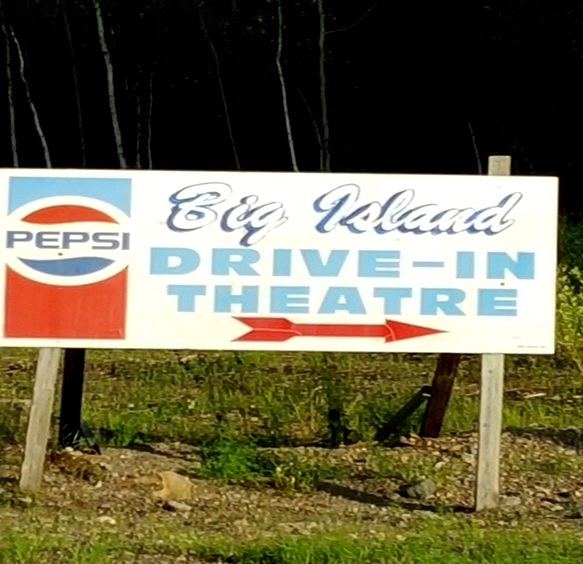 PEPSI
Big Island
DRIVE-IN
THEATRE